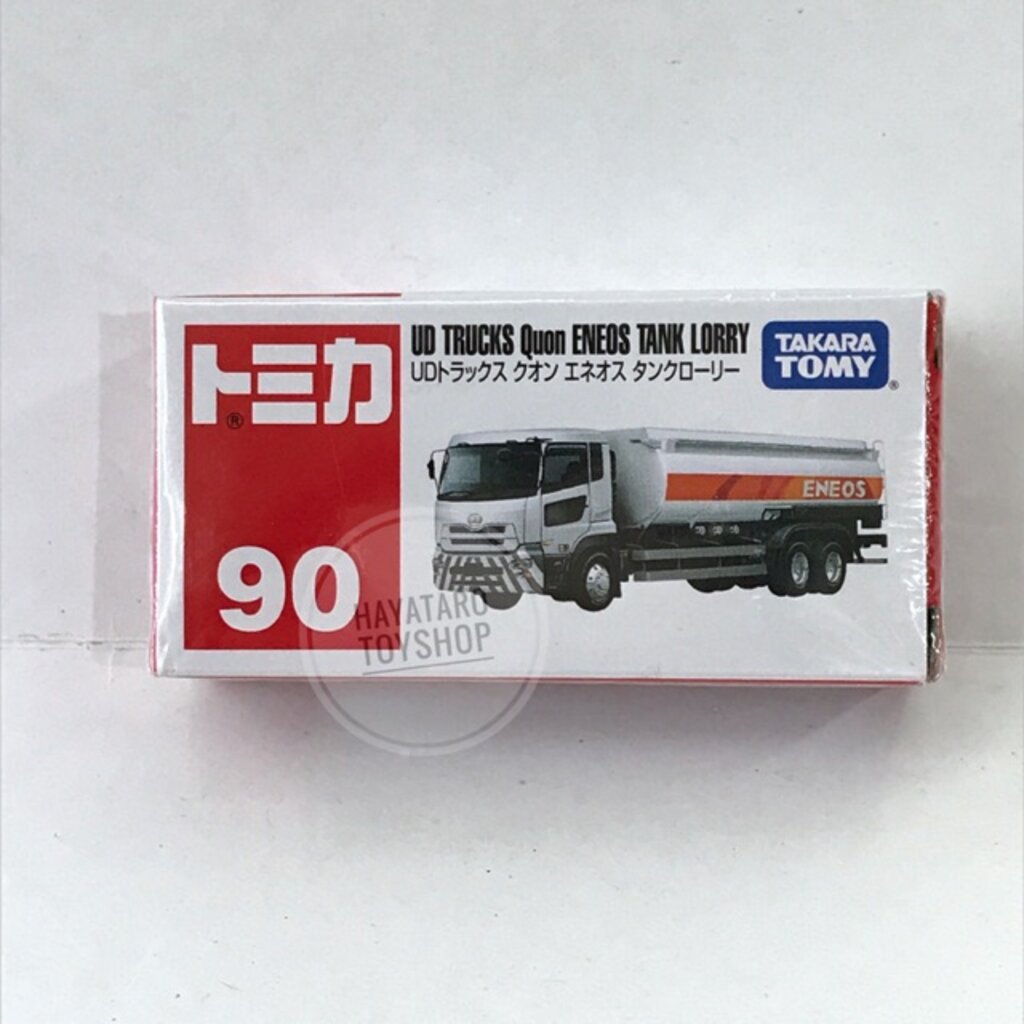 トミカ®
90
UD TRUCKS Quon ENEOS TANK LORRY
UDトラックス クオン エネオス タンクローリー
TAKARA
TOMY®
ENEOS
HAYATARO
TOYSHOP